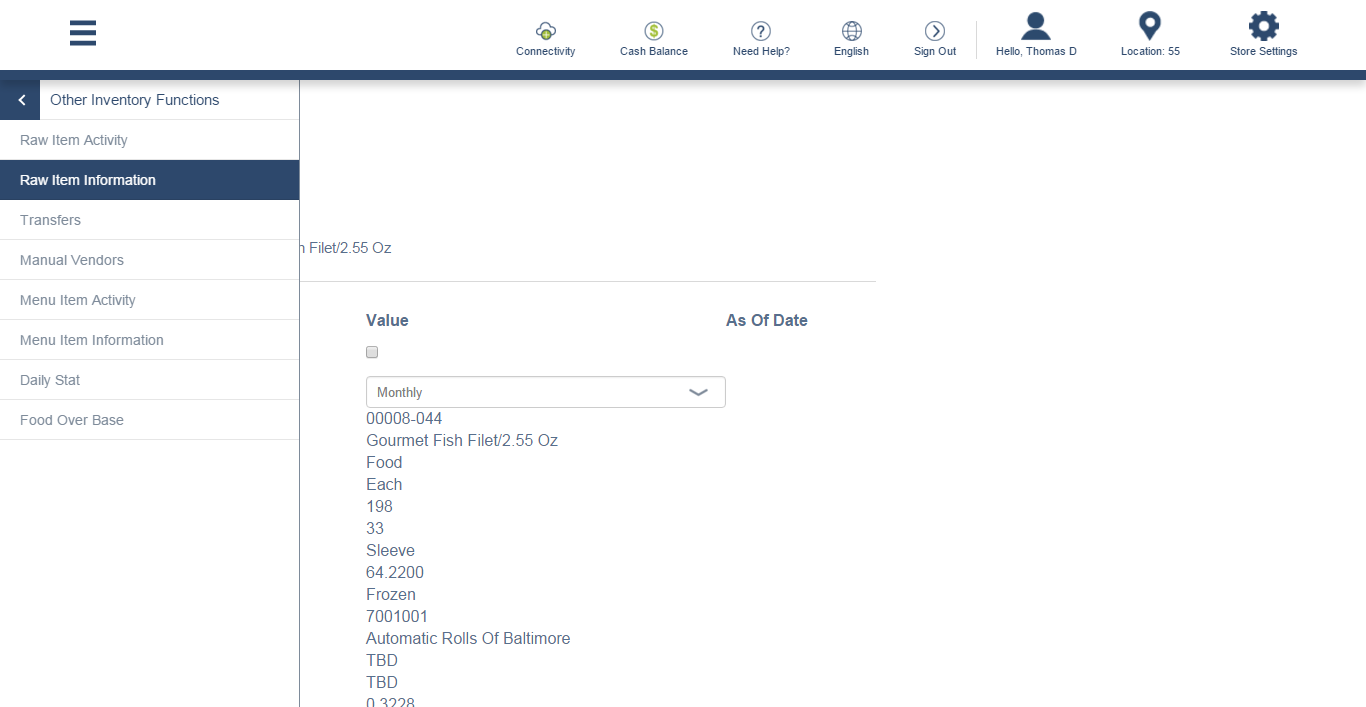 Connectivity
Cash Balance
Need Help?
English
Sign Out
Hello, Thomas D
Location: 55
Store Settings
Other Inventory Functions
Raw Item Activity
Raw Item Information
Transfers
Manual Vendors
Menu Item Activity
Menu Item Information
Daily Stat
Food Over Base
Filet/2.55 Oz
Value As Of Date
Monthly
00008-044
Gourmet Fish Filet/2.55 Oz
Food
Each
198
33
Sleeve
64.2200
Frozen
7001001
Automatic Rolls Of Baltimore
TBD
TBD
0.3228